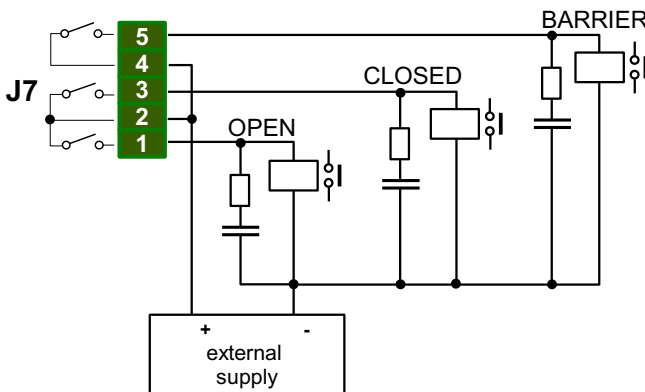 BARRIER
5
4
CLOSED
J7
3
2
OPEN
1
+ -
external
supply